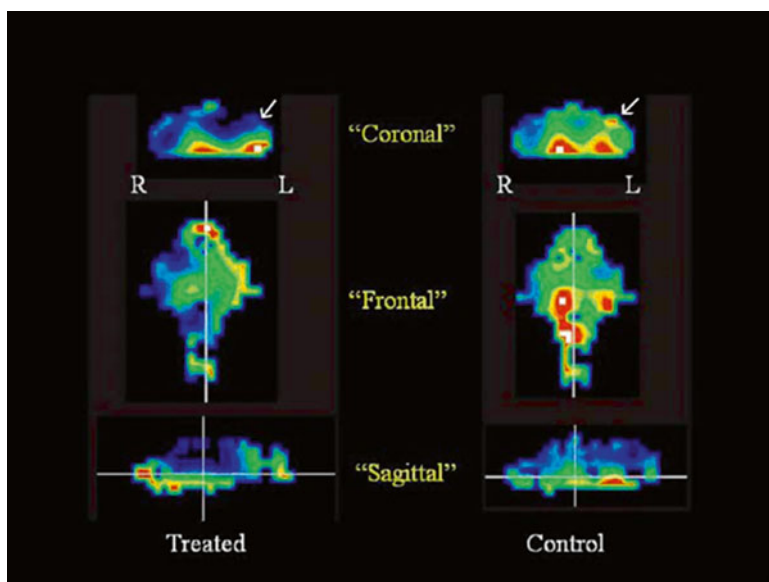 “Coronal”
R L R L
“Frontal”
“Sagittal”
Treated Control